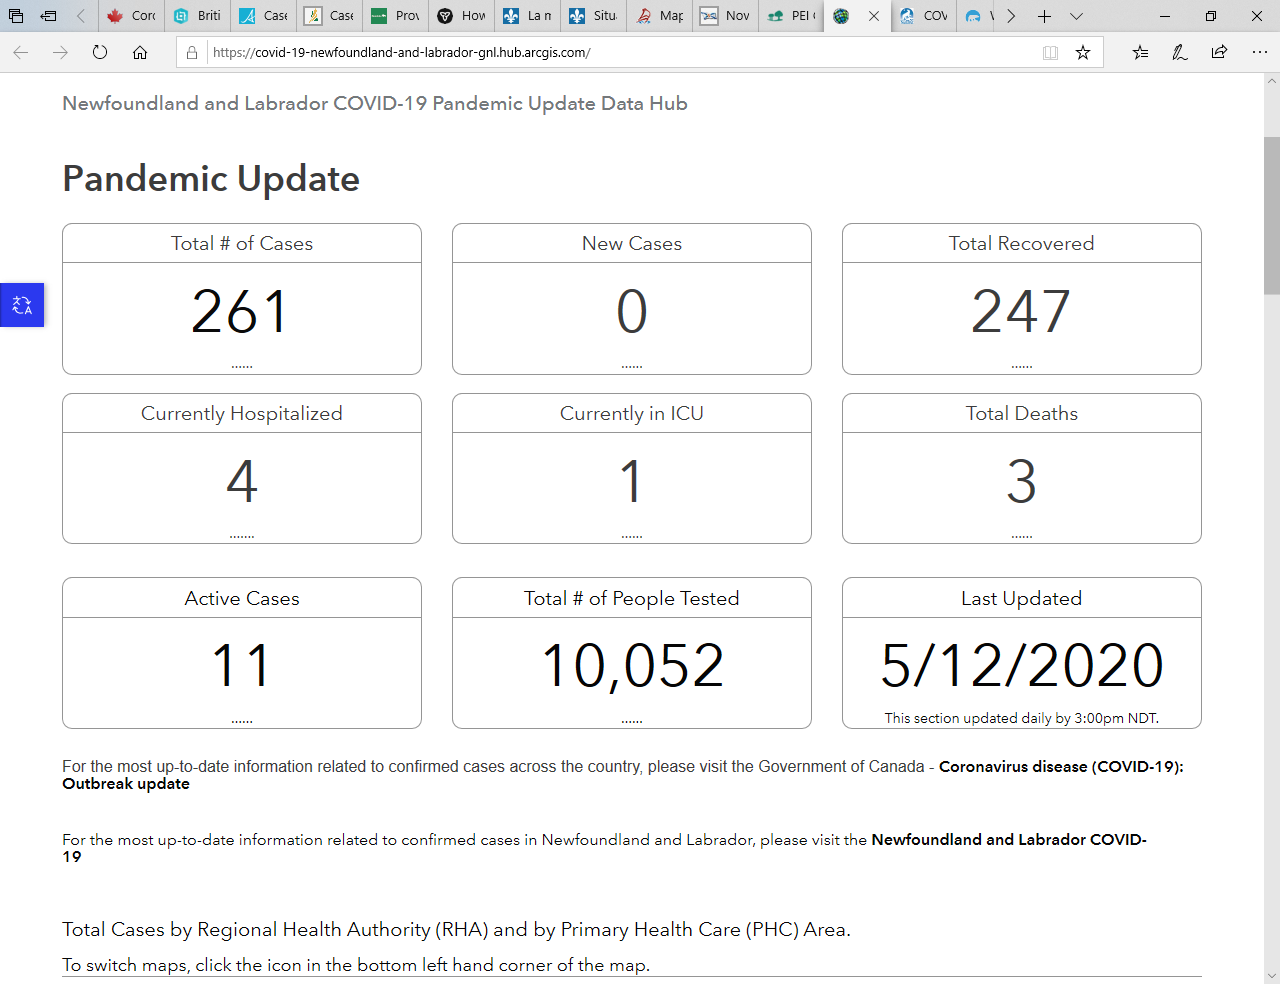 Corc
Briti
Case
Case
Prov
How
La m
Situ
Map
Nov
PEI
COV
https://covid-19-newfoundland-and-labrador-gnl.hub.arcgis.com/
Newfoundland and Labrador COVID-19 Pandemic Update Data Hub
Pandemic Update
Total # of Cases
261
......
New Cases
0
......
Total Recovered
247
......
Currently Hospitalized
4
.......
Currently in ICU
1
......
Total Deaths
3
......
Active Cases
11
......
Total # of People Tested
10,052
......
Last Updated
5/12/2020
This section updated daily by 3:00pm NDT.
For the most up-to-date information related to confirmed cases across the country, please visit the Government of Canada - Coronavirus disease (COVID-19):
Outbreak update
For the most up-to-date information related to confirmed cases in Newfoundland and Labrador, please visit the Newfoundland and Labrador COVID-
19
Total Cases by Regional Health Authority (RHA) and by Primary Health Care (PHC) Area.
To switch maps, click the icon in the bottom left hand corner of the map.